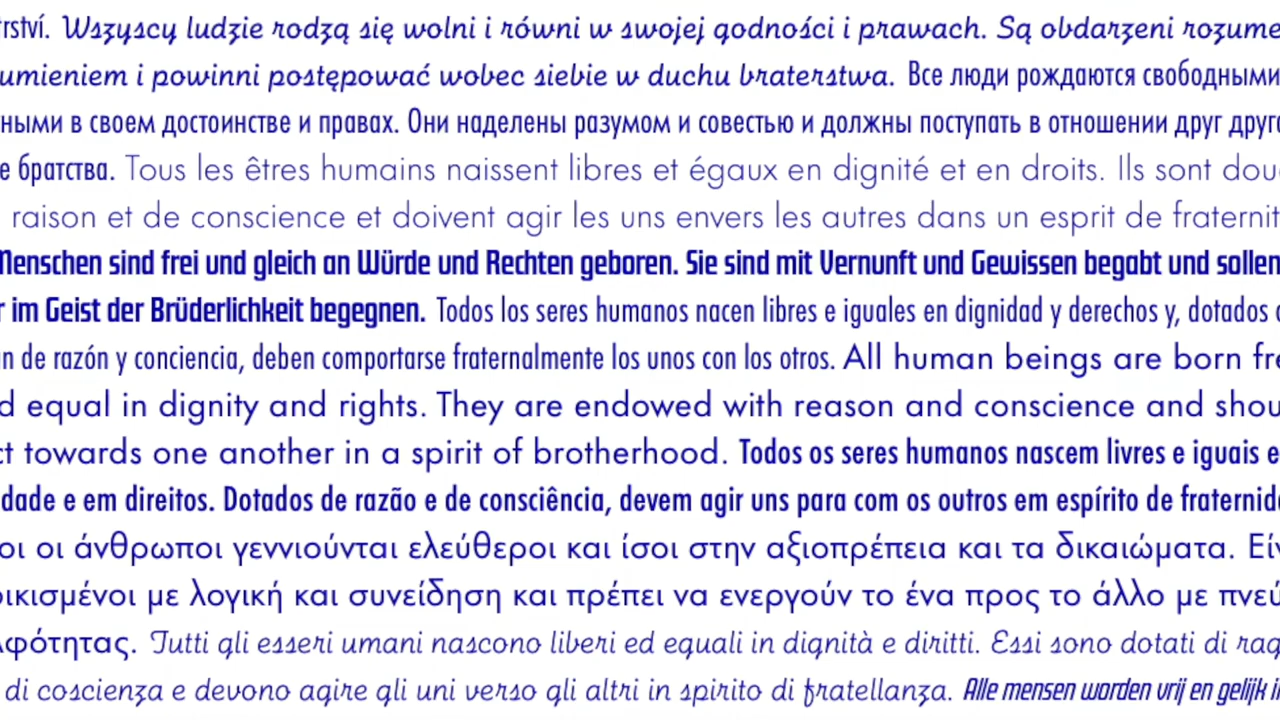 rství. Wszyscy ludzie rodzą się wolni i równi w swojej godności i prawach. Są obdarzeni rozume
umieniem i powinni postępować wobec siebie w duchu braterstwa. Все люди рождаются свободными
ными в своем достоинстве и правах. Они наделены разумом и совестью и должны поступать в отношении друг друга
е братства. Tous les êtres humains naissent libres et égaux en dignité et en droits. Ils sont doué
raison et de conscience et doivent agir les uns envers les autres dans un esprit de fraternit
Menschen sind frei und gleich an Würde und Rechten geboren. Sie sind mit Vernunft und Gewissen begabt und sollen
r im Geist der Brüderlichkeit begegnen. Todos los seres humanos nacen libres e iguales en dignidad y derechos y, dotados c
n de razón y conciencia, deben comportarse fraternalmente los unos con los otros. All human beings are born fre
d equal in dignity and rights. They are endowed with reason and conscience and shou
ct towards one another in a spirit of brotherhood. Todos os seres humanos nascem livres e iguais e
idade e em direitos. Dotados de razão e de consciência, devem agir uns para com os outros em espírito de fraternida
οι οι άνθρωποι γεννιούνται ελεύθεροι και ίσοι στην αξιοπρέπεια και τα δικαιώματα. Είν
οικισμένοι με λογική και συνείδηση και πρέπει να ενεργούν το ένα προς το άλλο με πνεύ
λφότητας. Tutti gli esseri umani nascono liberi ed eguali in dignità e diritti. Essi sono dotati di rag
di coscienza e devono agire gli uni verso gli altri in spirito di fratellanza. Alle mensen worden vrij en gelijk in